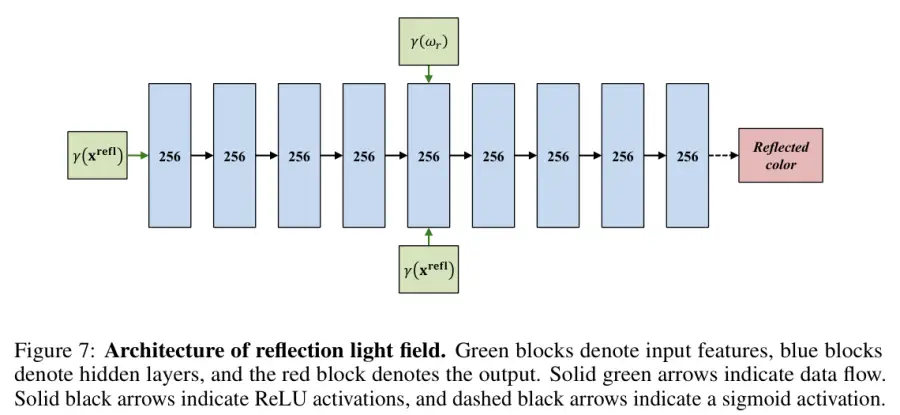 γ(ω_r)
γ(x^refl)
256 256 256 256 256 256 256 256 256
Reflected
color
γ(x^refl)
Figure 7: Architecture of reflection light field. Green blocks denote input features, blue blocks
denote hidden layers, and the red block denotes the output. Solid green arrows indicate data flow.
Solid black arrows indicate ReLU activations, and dashed black arrows indicate a sigmoid activation.